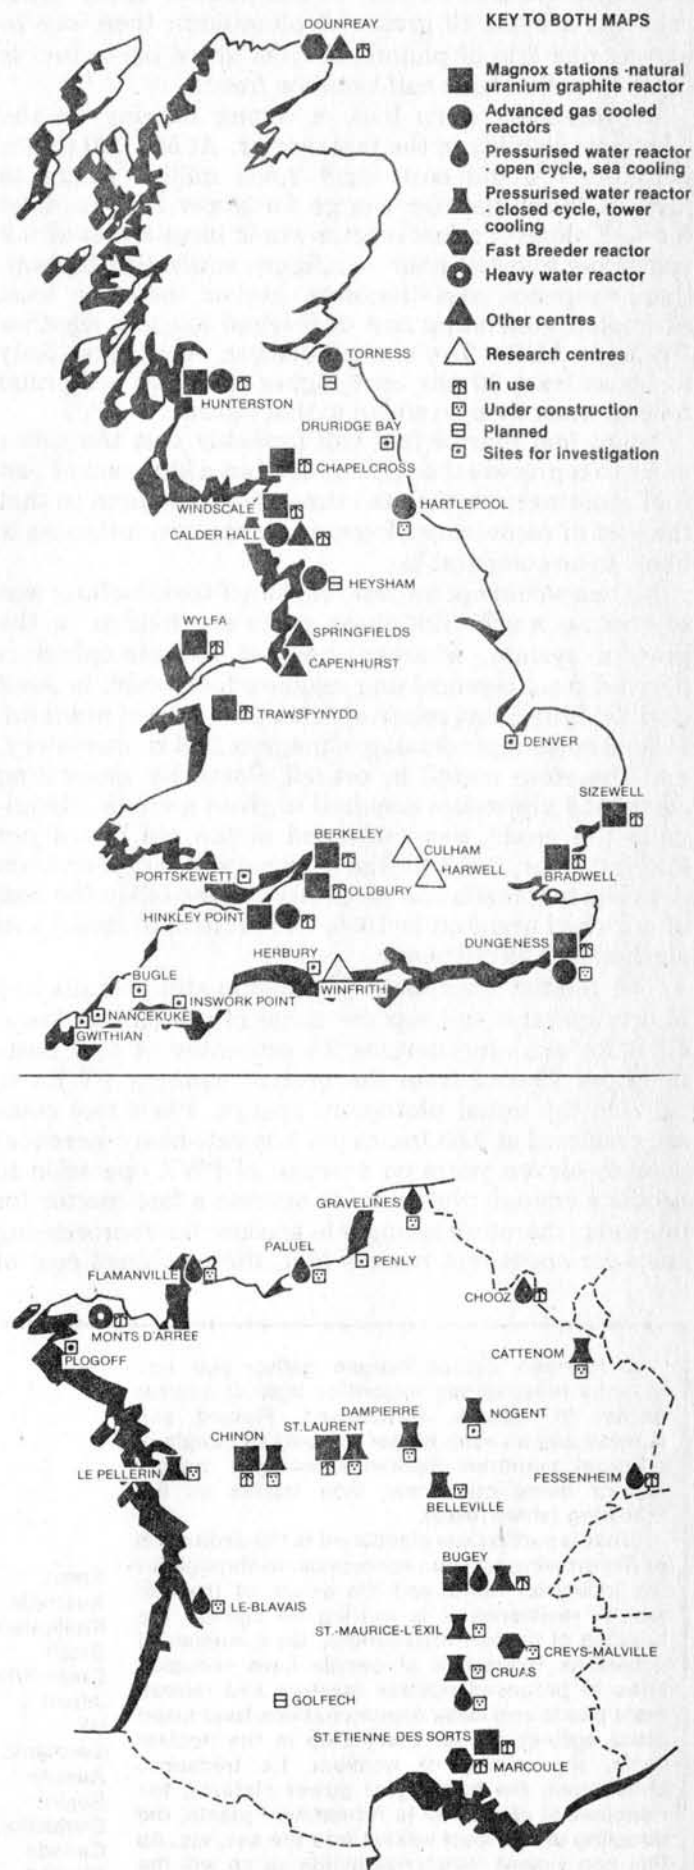 DOUNREAY
KEY TO BOTH MAPS
Magnox stations -natural
uranium graphite reactor
Advanced gas cooled
reactors
Pressurised water reactor
- open cycle, sea cooling
Pressurised water reactor
- closed cycle, tower
cooling
Fast breeder reactor
Heavy water reactor
Other centres
Research centres
In use
Under construction
Planned
Sites for investigation
TORNESS
HUNTERSTON
DRURIDGE BAY
CHAPELCROSS
WINDSCALE
HARTLEPOOL
CALDER HALL
HEYSHAM
WYLFA
SPRINGFIELDS
CAPENHURST
TRAWSFYNYDD
DENVER
SIZEWELL
BERKELEY
CULHAM
PORTSKEWETT
HARWELL
BRADWELL
OLDBURY
HINKLEY POINT
DUNGENESS
HERBURY
BUGLE
WINFRITH
INSWORK POINT
NANCEKUKE
GWITHIAN
GRAVELINES
PALUEL
PENLY
FLAMANVILLE
CHOOZ
MONTS D'ARREE
PLOGOFF
CATTENOM
DAMPIERRE
NOGENT
ST.LAURENT
CHINON
LE PELLERIN
FESSENHEIM
BELLEVILLE
BUGEY
LE-BLAVAIS
ST.-MAURICE-L'EXIL
CREYS-MALVILLE
CRUAS
GOLFECH
ST-ETIENNE DES SORTS
MARCOULE